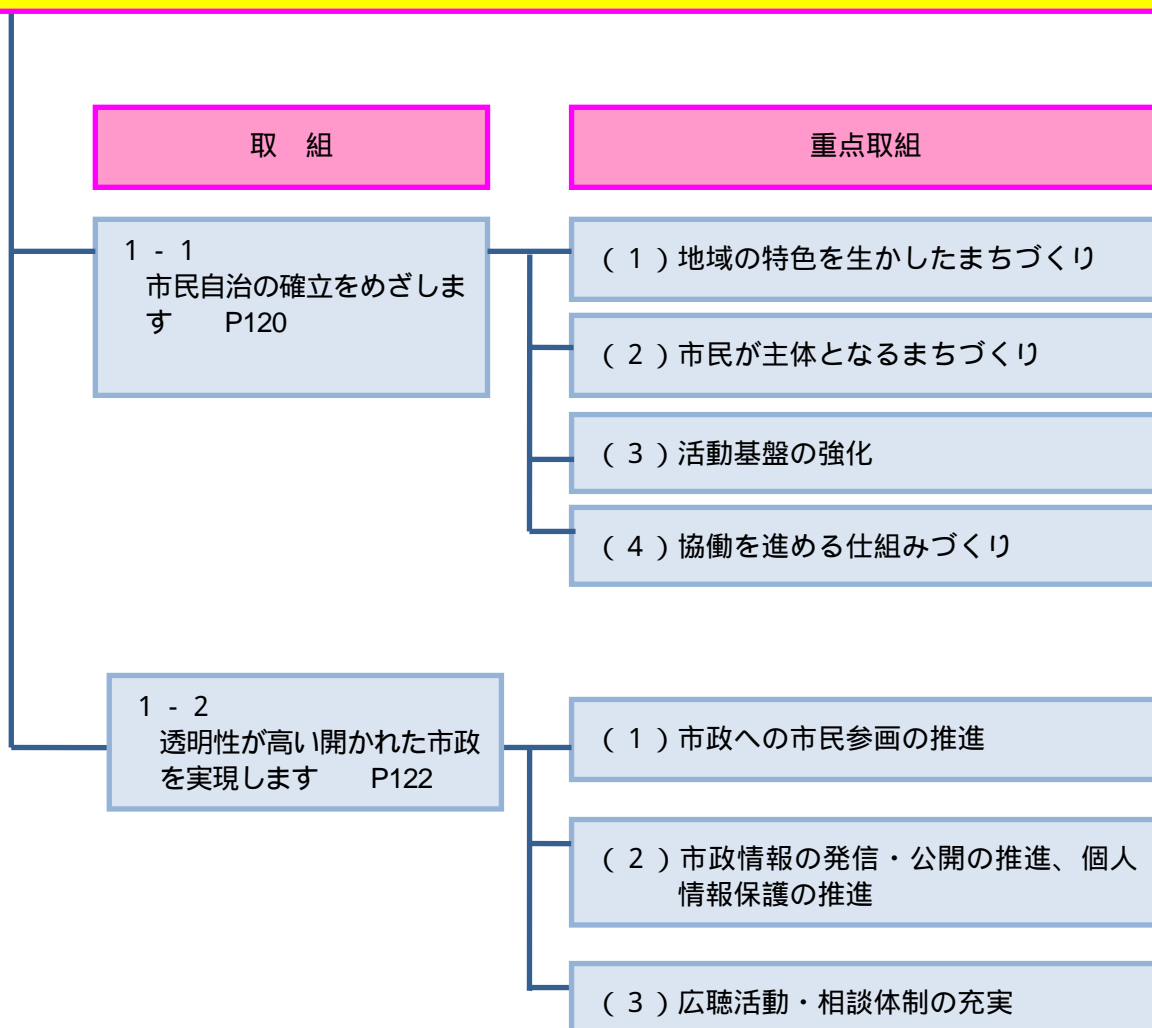 取　組
重点取組
1 - 1
市民自治の確立をめざしま
す　　P120
( 1 ) 地域の特色を生かしたまちづくり
( 2 ) 市民が主体となるまちづくり
( 3 ) 活動基盤の強化
( 4 ) 協働を進める仕組みづくり
1 - 2
透明性が高い開かれた市政
を実現します　　P122
( 1 ) 市政への市民参画の推進
( 2 ) 市政情報の発信・公開の推進、個人
情報保護の推進
( 3 ) 広聴活動・相談体制の充実